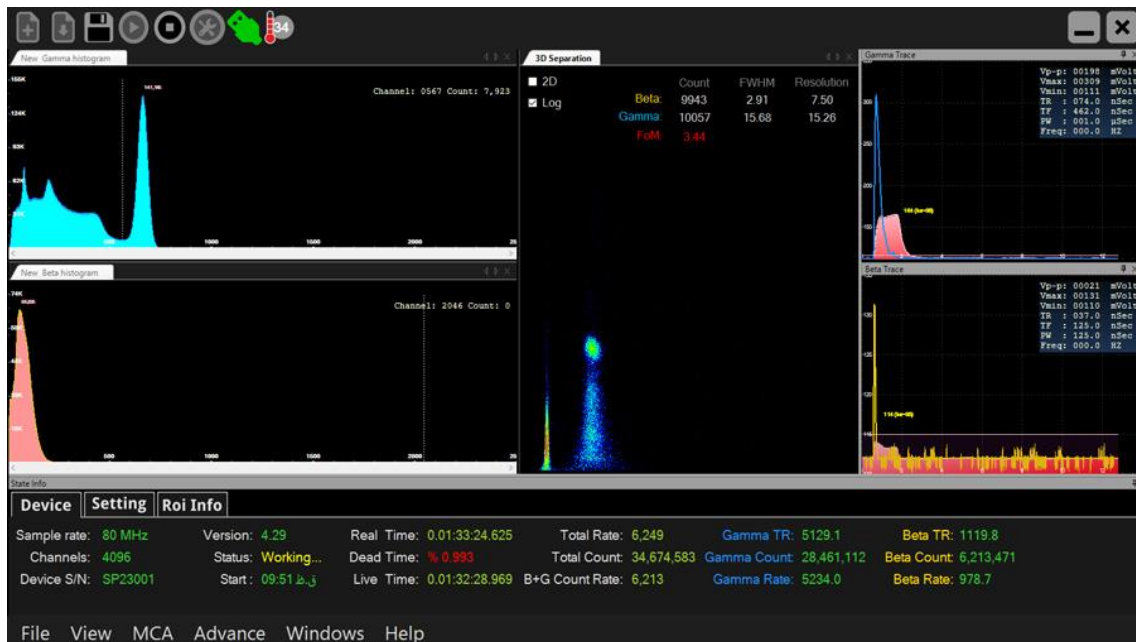 34
New Gamma histogram
155K
124K
93K
62K
31K
141,186
Channel: 0567 Count: 7,923
500 1000 1500 2000 25
New Beta histogram
74K
Channel: 2046 Count: 0
500 1000 1500 2000 25
3D Separation
2D
Log
Count FWHM Resolution
Beta: 9943 2.91 7.50
Gamma: 10057 15.68 15.26
FoM: 3.44
Gamma Trace
Vp-p: 00198 mVolt
Vmax: 00309 mVolt
Vmin: 00111 mVolt
TR : 074.0 nSec
TF : 462.0 nSec
PW : 001.0 µSec
Freq: 000.0 HZ
Beta Trace
Vp-p: 00021 mVolt
Vmax: 00131 mVolt
Vmin: 00110 mVolt
TR : 037.0 nSec
TF : 125.0 nSec
PW : 125.0 nSec
Freq: 000.0 HZ
State Info
Device Setting Roi Info
Sample rate: 80 MHz Version: 4.29 Real Time: 0.01:33:24.625 Total Rate: 6,249 Gamma TR: 5129.1 Beta TR: 1119.8
Channels: 4096 Status: Working... Dead Time: % 0.993 Total Count: 34,674,583 Gamma Count: 28,461,112 Beta Count: 6,213,471
Device S/N: SP23001 Start : 09:51 ق.ظ Live Time: 0.01:32:28.969 B+G Count Rate: 6,213 Gamma Rate: 5234.0 Beta Rate: 978.7
File View MCA Advance Windows Help